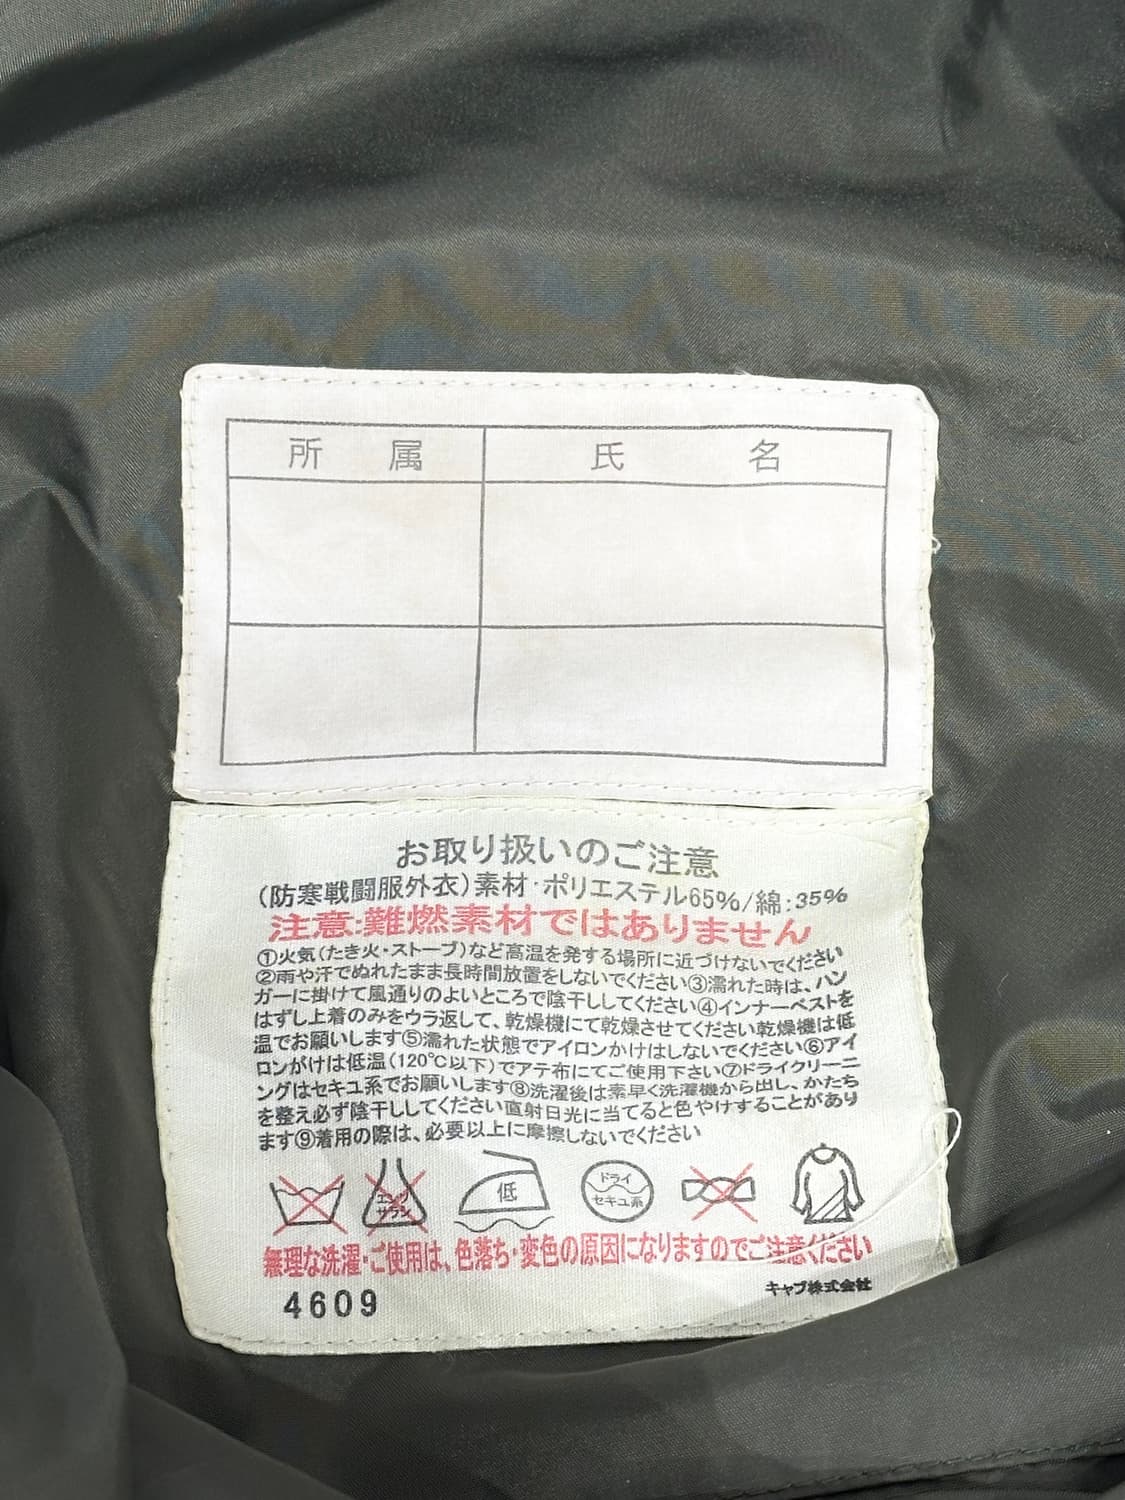 所属 氏名
お取り扱いのご注意
(防寒戦闘服外衣)素材・ポリエステル65%/綿:35%
注意:難燃素材ではありません
①火気(たき火・ストーブ)など高温を発する場所に近づけないでください
②雨や汗でぬれたまま長時間放置をしないでください③濡れた時は、ハン
ガーに掛けて風通りのよいところで陰干ししてください④インナーベストを
はずし上着のみをウラ返して、乾燥機にて乾燥させてください乾燥機は低
温でお願いします⑤濡れた状態でアイロンかけはしないでください⑥アイ
ロンがけは低温(120℃以下)でアテ布にてご使用下さい⑦ドライクリーニ
ングはセキユ系でお願いします⑧洗濯後は素早く洗濯機から出し、かたち
を整え必ず陰干ししてください直射日光に当てると色やけすることがあり
ます⑨着用の際は、必要以上に摩擦しないでください
エンソ
サラシ
低
ドライ
セキユ系
無理な洗濯・ご使用は、色落ち・変色の原因になりますのでご注意ください
4609
キャプ株式会社